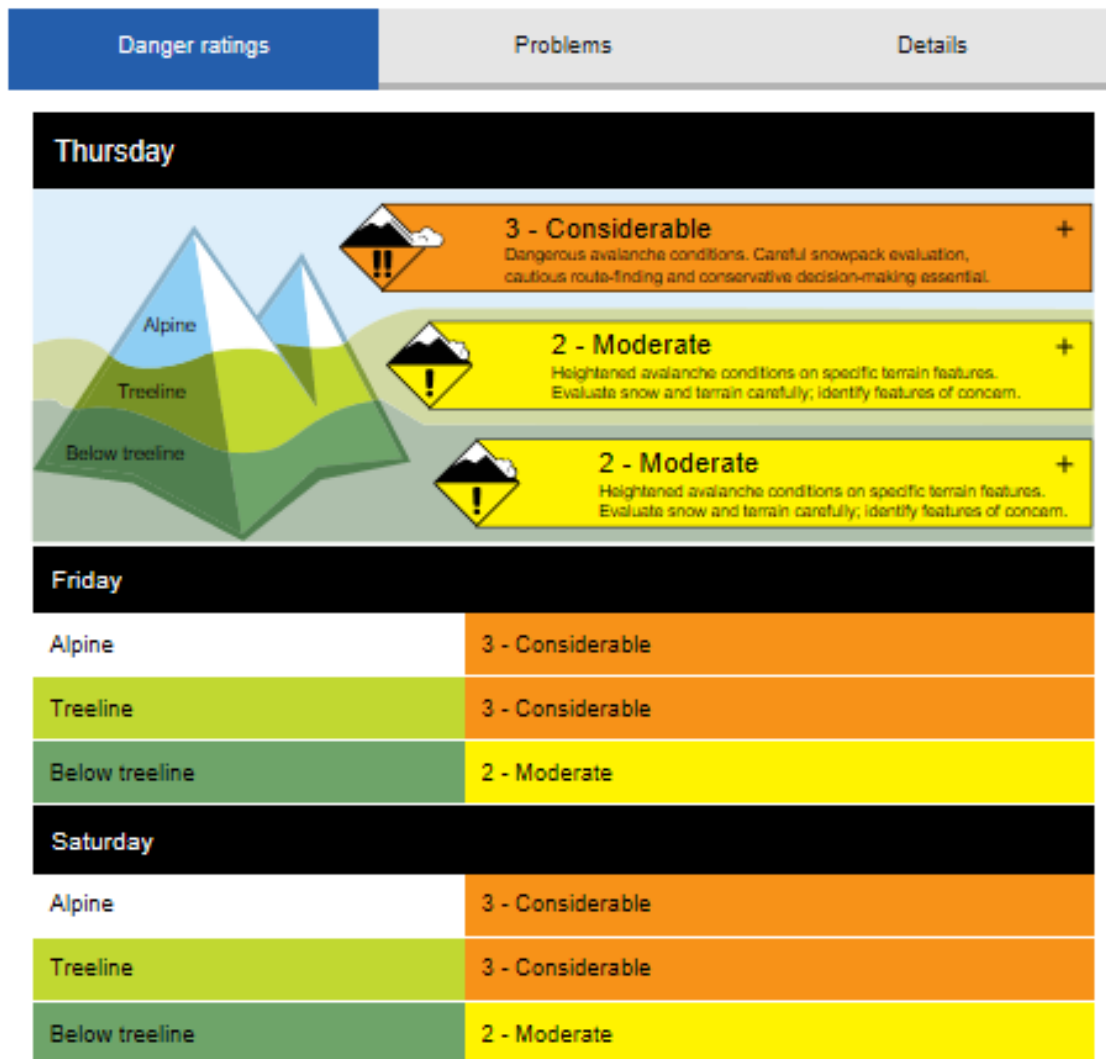 Danger ratings Problems Details
Thursday
3 - Considerable +
Dangerous avalanche conditions. Careful snowpack evaluation,
cautious route-finding and conservative decision-making essential.
Alpine
2 - Moderate +
Heightened avalanche conditions on specific terrain features.
Evaluate snow and terrain carefully; identify features of concern.
Treeline
Below treeline
2 - Moderate +
Heightened avalanche conditions on specific terrain features.
Evaluate snow and terrain carefully; identify features of concern.
Friday
Alpine 3 - Considerable
Treeline 3 - Considerable
Below treeline 2 - Moderate
Saturday
Alpine 3 - Considerable
Treeline 3 - Considerable
Below treeline 2 - Moderate